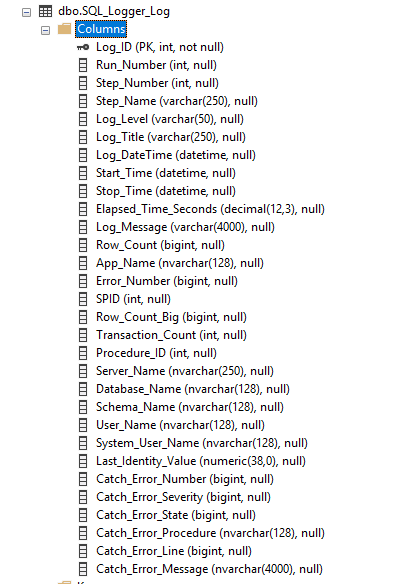 dbo.SQL_Logger_Log
Columns
Log_ID (PK, int, not null)
Run_Number (int, null)
Step_Number (int, null)
Step_Name (varchar(250), null)
Log_Level (varchar(50), null)
Log_Title (varchar(250), null)
Log_DateTime (datetime, null)
Start_Time (datetime, null)
Stop_Time (datetime, null)
Elapsed_Time_Seconds (decimal(12,3), null)
Log_Message (varchar(4000), null)
Row_Count (bigint, null)
App_Name (nvarchar(128), null)
Error_Number (bigint, null)
SPID (int, null)
Row_Count_Big (bigint, null)
Transaction_Count (int, null)
Procedure_ID (int, null)
Server_Name (nvarchar(250), null)
Database_Name (nvarchar(128), null)
Schema_Name (nvarchar(128), null)
User_Name (nvarchar(128), null)
System_User_Name (nvarchar(128), null)
Last_Identity_Value (numeric(38,0), null)
Catch_Error_Number (bigint, null)
Catch_Error_Severity (bigint, null)
Catch_Error_State (bigint, null)
Catch_Error_Procedure (nvarchar(128), null)
Catch_Error_Line (bigint, null)
Catch_Error_Message (nvarchar(4000), null)